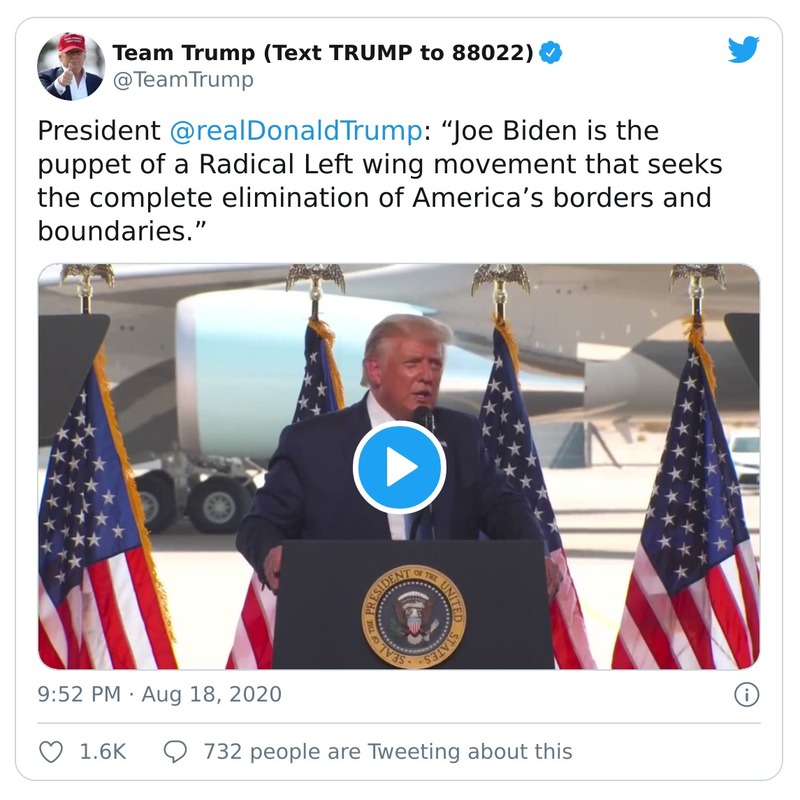 Team Trump (Text TRUMP to 88022)
@TeamTrump
President @realDonaldTrump: “Joe Biden is the
puppet of a Radical Left wing movement that seeks
the complete elimination of America’s borders and
boundaries.”
SEAL OF THE PRESIDENT OF THE UNITED STATES
9:52 PM · Aug 18, 2020
1.6K
732 people are Tweeting about this